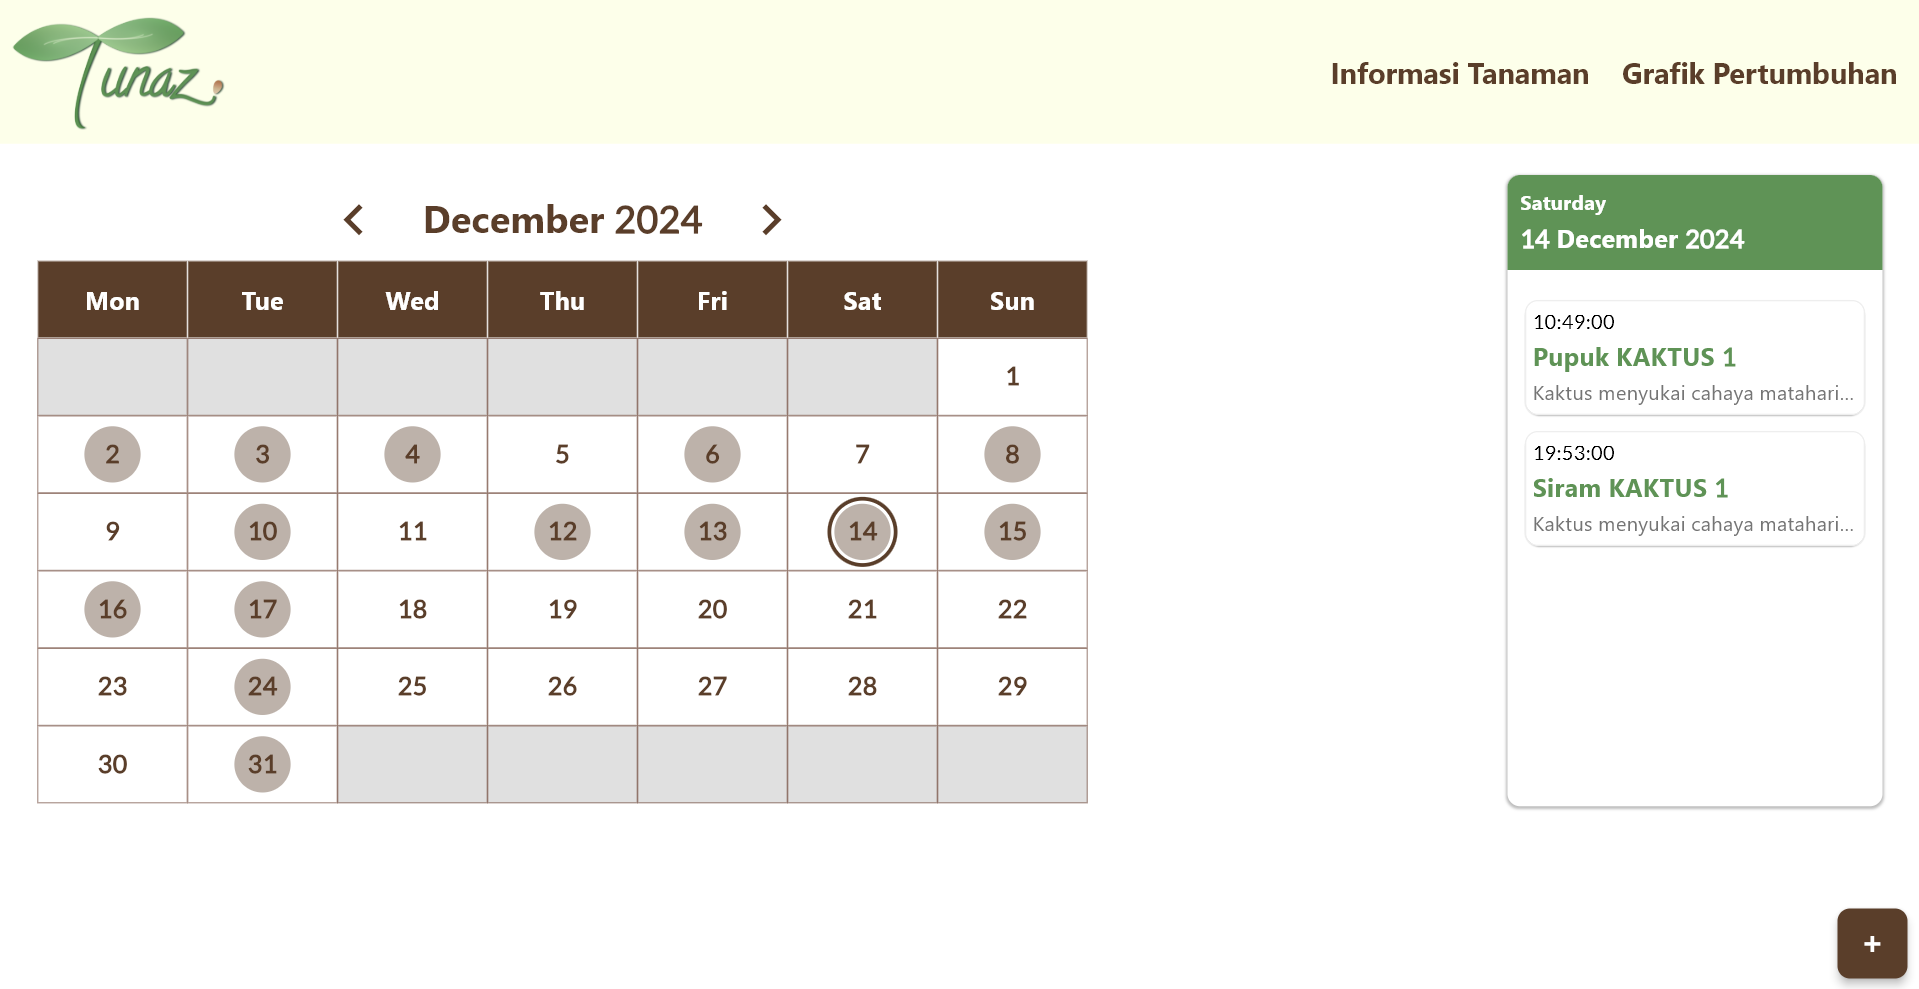 Tunaz
Informasi Tanaman Grafik Pertumbuhan
December 2024
Mon Tue Wed Thu Fri Sat Sun
1
2 3 4 5 6 7 8
9 10 11 12 13 14 15
16 17 18 19 20 21 22
23 24 25 26 27 28 29
30 31
Saturday
14 December 2024
10:49:00
Pupuk KAKTUS 1
Kaktus menyukai cahaya matahari...
19:53:00
Siram KAKTUS 1
Kaktus menyukai cahaya matahari...
+